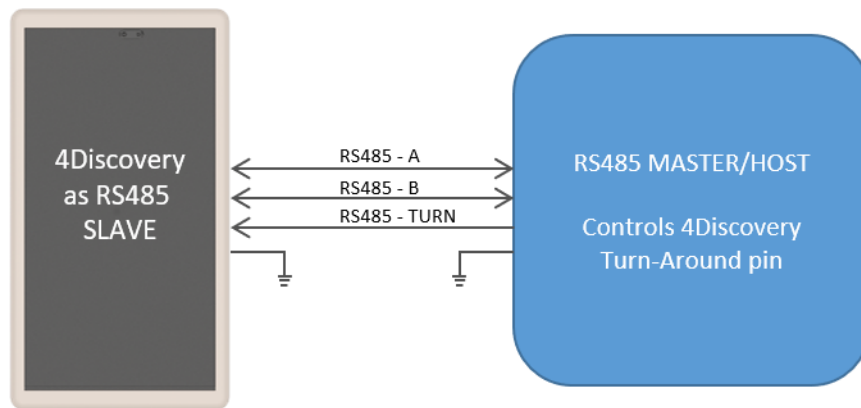 4Discovery
as RS485
SLAVE
RS485 - A
RS485 - B
RS485 - TURN
RS485 MASTER/HOST
Controls 4Discovery
Turn-Around pin